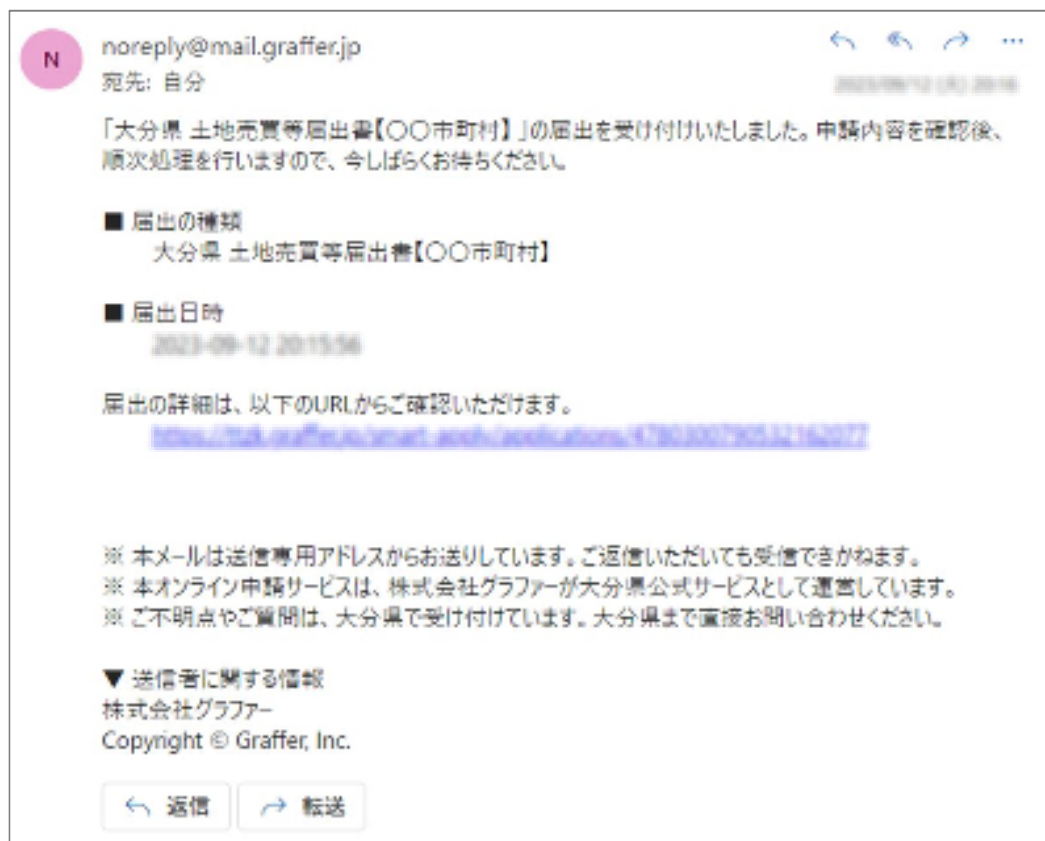 N
noreply@mail.graffer.jp
宛先: 自分
「大分県 土地売買等届出書【〇〇市町村】」の届出を受け付けいたしました。申請内容を確認後、
順次処理を行いますので、今しばらくお待ちください。
■ 届出の種類
大分県 土地売買等届出書【〇〇市町村】
■ 届出日時
2023-09-12 20:15:56
届出の詳細は、以下のURLからご確認いただけます。
※ 本メールは送信専用アドレスからお送りしています。ご返信いただいても受信できかねます。
※ 本オンライン申請サービスは、株式会社グラファーが大分県公式サービスとして運営しています。
※ ご不明点やご質問は、大分県で受け付けています。大分県まで直接お問い合わせください。
▼ 送信者に関する情報
株式会社グラファー
Copyright © Graffer, Inc.
返信
転送